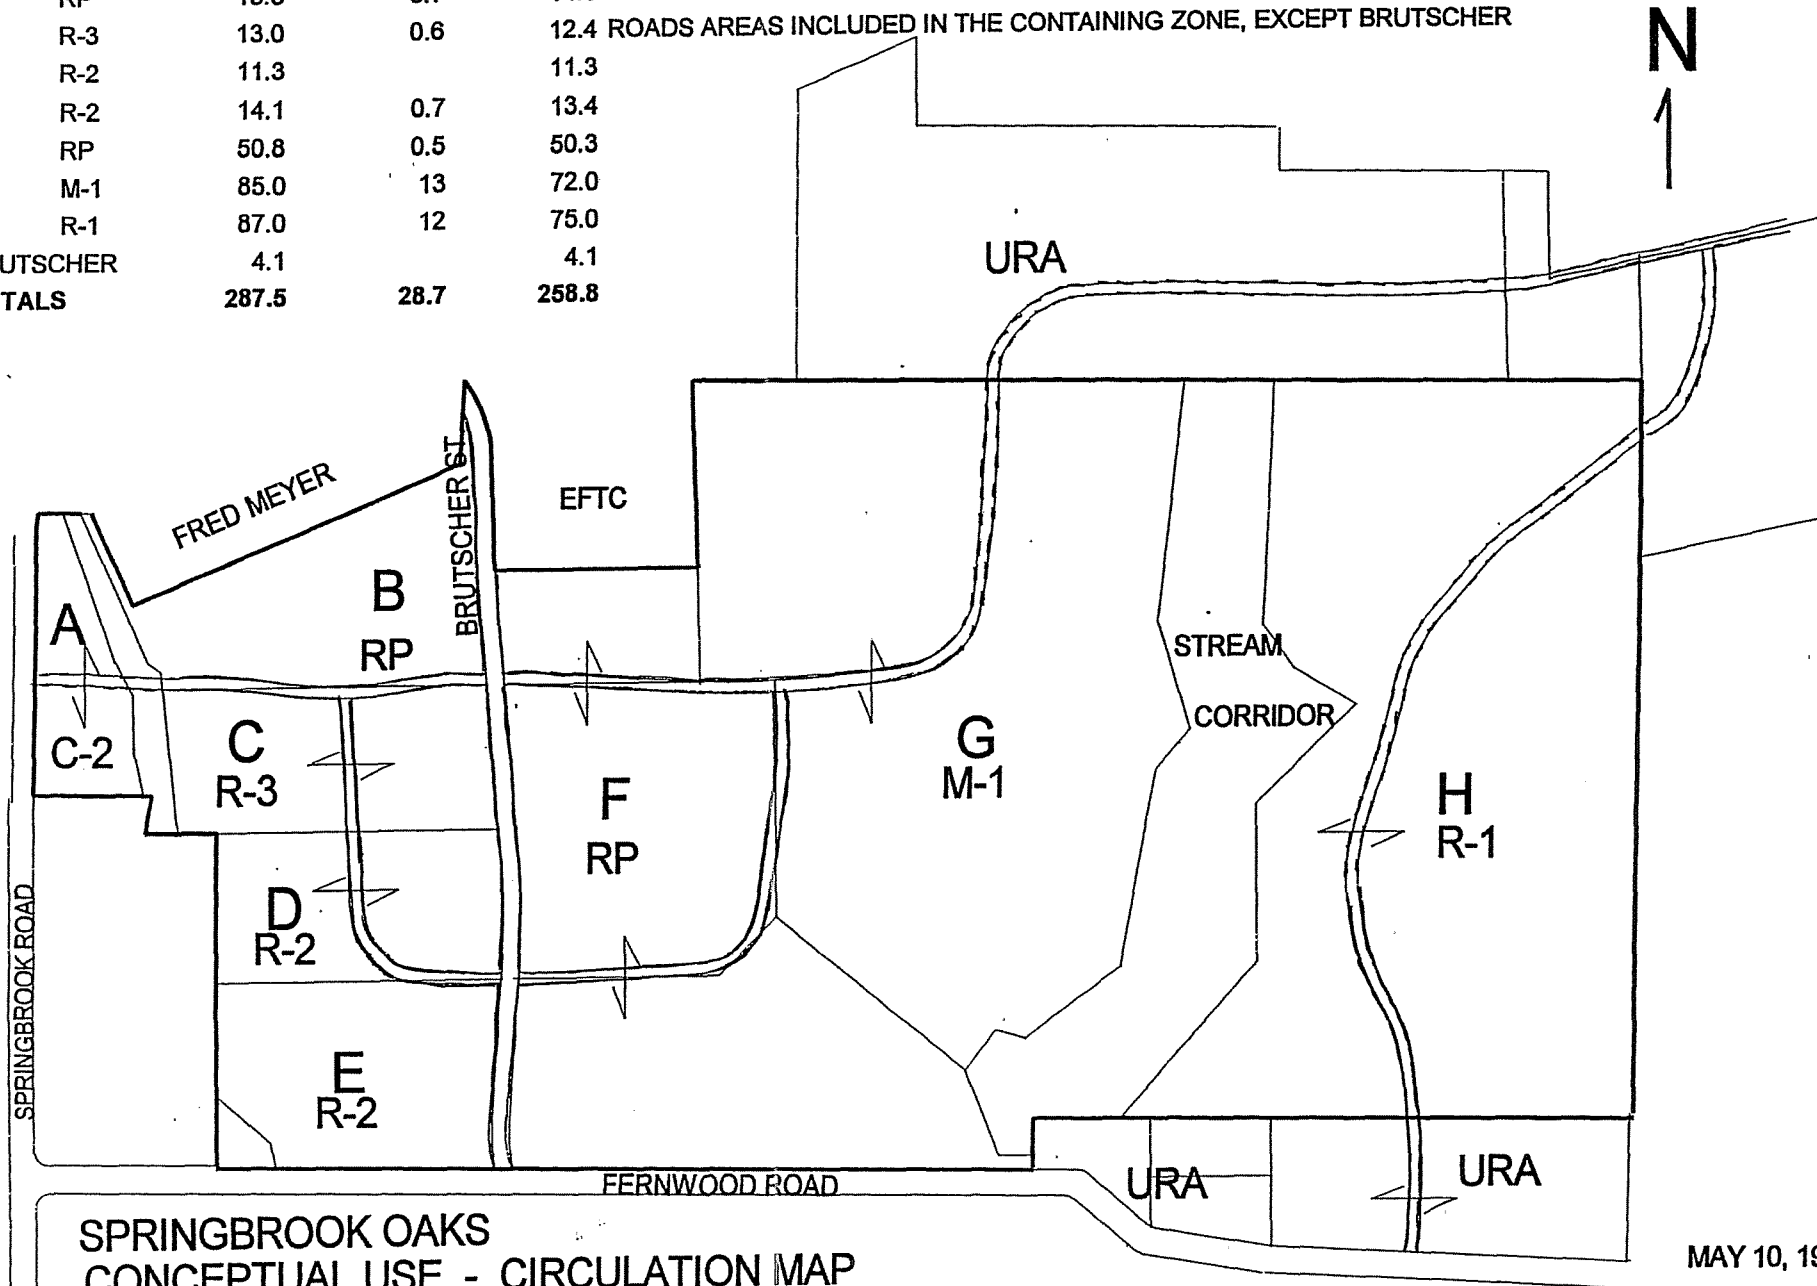 R-3 13.0 0.6 12.4 ROADS AREAS INCLUDED IN THE CONTAINING ZONE, EXCEPT BRUTSCHER
R-2 11.3 11.3
R-2 14.1 0.7 13.4
RP 50.8 0.5 50.3
M-1 85.0 13 72.0
R-1 87.0 12 75.0
UTSCHER 4.1 4.1
TALS 287.5 28.7 258.8
N
URA
FRED MEYER
BRUTSCHER ST
EFTC
A
B
RP
C-2
C
R-3
F
RP
G
M-1
STREAM
CORRIDOR
H
R-1
D
R-2
E
R-2
SPRINGBROOK ROAD
FERNWOOD ROAD
URA
URA
SPRINGBROOK OAKS
CONCEPTUAL USE - CIRCULATION MAP
MAY 10, 19